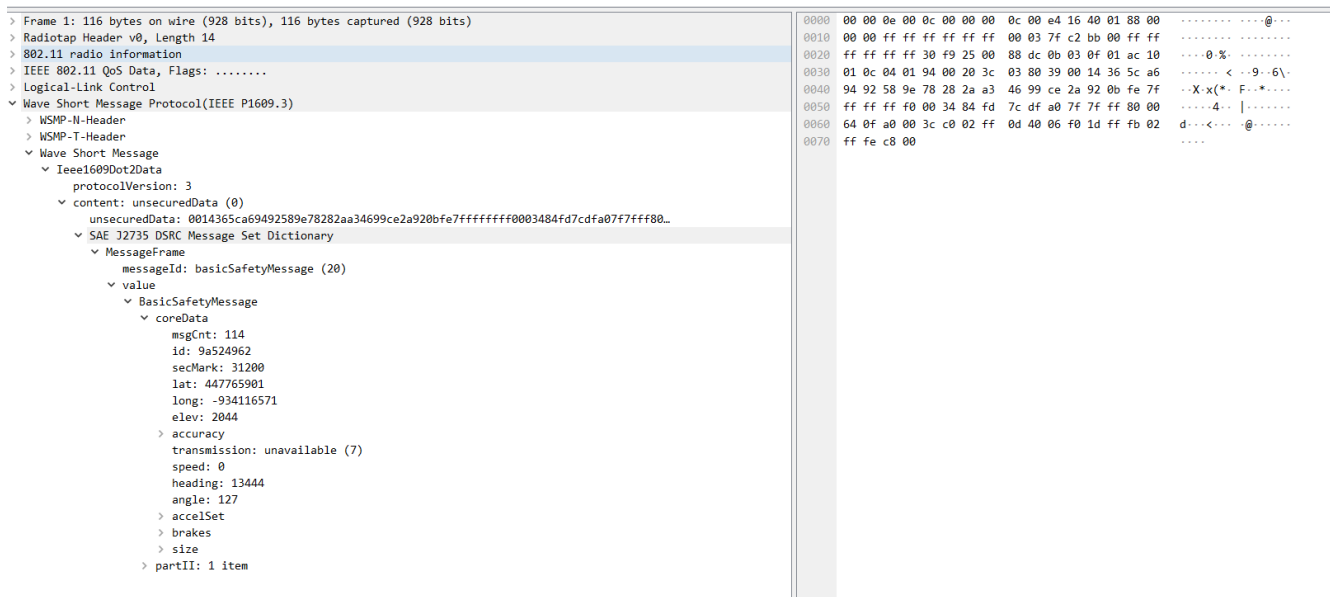 Frame 1: 116 bytes on wire (928 bits), 116 bytes captured (928 bits)
Radiotap Header v0, Length 14
802.11 radio information
IEEE 802.11 QoS Data, Flags: ........
Logical-Link Control
Wave Short Message Protocol(IEEE P1609.3)
WSMP-N-Header
WSMP-T-Header
Wave Short Message
Ieee1609Dot2Data
protocolVersion: 3
content: unsecuredData (0)
unsecuredData: 0014365ca69492589e78282aa34699ce2a920bfe7ffffffff0003484fd7cdfa07f7fff80…
SAE J2735 DSRC Message Set Dictionary
MessageFrame
messageId: basicSafetyMessage (20)
value
BasicSafetyMessage
coreData
msgCnt: 114
id: 9a524962
secMark: 31200
lat: 447765901
long: -934116571
elev: 2044
accuracy
transmission: unavailable (7)
speed: 0
heading: 13444
angle: 127
accelSet
brakes
size
partII: 1 item
0000 00 00 0e 00 0c 00 00 00 0c 00 e4 16 40 01 88 00 ········ ····@···
0010 00 00 ff ff ff ff ff ff 00 03 7f c2 bb 00 ff ff ········ ········
0020 ff ff ff ff 30 f9 25 00 88 dc 0b 03 0f 01 ac 10 ····0·%· ········
0030 01 0c 04 01 94 00 20 3c 03 80 39 00 14 36 5c a6 ······ < ··9··6\·
0040 94 92 58 9e 78 28 2a a3 46 99 ce 2a 92 0b fe 7f ··X·x(*· F··*····
0050 ff ff ff f0 00 34 84 fd 7c df a0 7f 7f ff 80 00 ·····4·· |·······
0060 64 0f a0 00 3c c0 02 ff 0d 40 06 f0 1d ff fb 02 d···<··· ·@······
0070 ff fe c8 00 ····